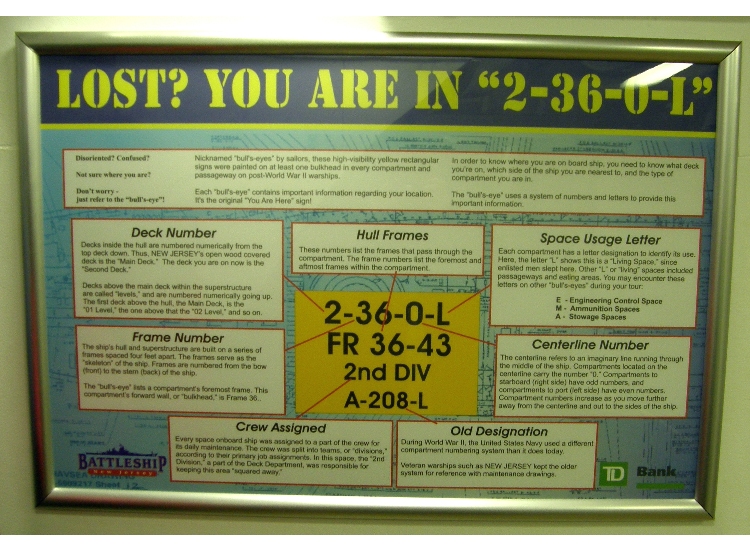 LOST? YOU ARE IN “2-36-0-L”
Disoriented? Confused?
Not sure where you are?
Don't worry -
just refer to the "bull's-eye"!
Nicknamed "bull's-eyes" by sailors, these high-visibility yellow rectangular
signs were painted on at least one bulkhead in every compartment and
passageway on post-World War II warships.
Each "bull's-eye" contains important information regarding your location.
It's the original "You Are Here" sign!
In order to know where you are on board ship, you need to know what deck
you're on, which side of the ship you are nearest to, and the type of
compartment you are in.
The "bull's-eye" uses a system of numbers and letters to provide this
important information.
Deck Number
Decks inside the hull are numbered numerically from the
top deck down. Thus, NEW JERSEY's open wood covered
deck is the "Main Deck." The deck you are on now is the
"Second Deck."
Decks above the main deck within the superstructure
are called "levels," and are numbered numerically going up.
The first deck above the hull, the Main Deck, is the
"01 Level," the one above that the "02 Level," and so on.
Hull Frames
These numbers list the frames that pass through the
compartment. The frame numbers list the foremost and
aftmost frames within the compartment.
Space Usage Letter
Each compartment has a letter designation to identify its use.
Here, the letter "L" shows this is a "Living Space," since
enlisted men slept here. Other "L" or "living" spaces included
passageways and eating areas. You may encounter these
letters on other "bull's-eyes" during your tour:
E - Engineering Control Space
M - Ammunition Spaces
A - Stowage Spaces
Frame Number
The ship's hull and superstructure are built on a series of
frames spaced four feet apart. The frames serve as the
"skeleton" of the ship. Frames are numbered from the bow
(front) to the stern (back) of the ship.
The "bull's-eye" lists a compartment's foremost frame. This
compartment's forward wall, or "bulkhead," is Frame 36.
2-36-0-L
FR 36-43
2nd DIV
A-208-L
Centerline Number
The centerline refers to an imaginary line running through
the middle of the ship. Compartments located on the
centerline carry the number "0." Compartments to
starboard (right side) have odd numbers, and
compartments to port (left side) have even numbers.
Compartment numbers increase as you move further
away from the centerline and out to the sides of the ship.
Crew Assigned
Every space onboard ship was assigned to a part of the crew for
its daily maintenance. The crew was split into teams, or "divisions,"
according to their primary job assignments. In this space, the "2nd
Division," a part of the Deck Department, was responsible for
keeping this area "squared away."
Old Designation
During World War II, the United States Navy used a different
compartment numbering system than it does today.
Veteran warships such as NEW JERSEY kept the older
system for reference with maintenance drawings.
BATTLESHIP
NEW JERSEY
TD Bank